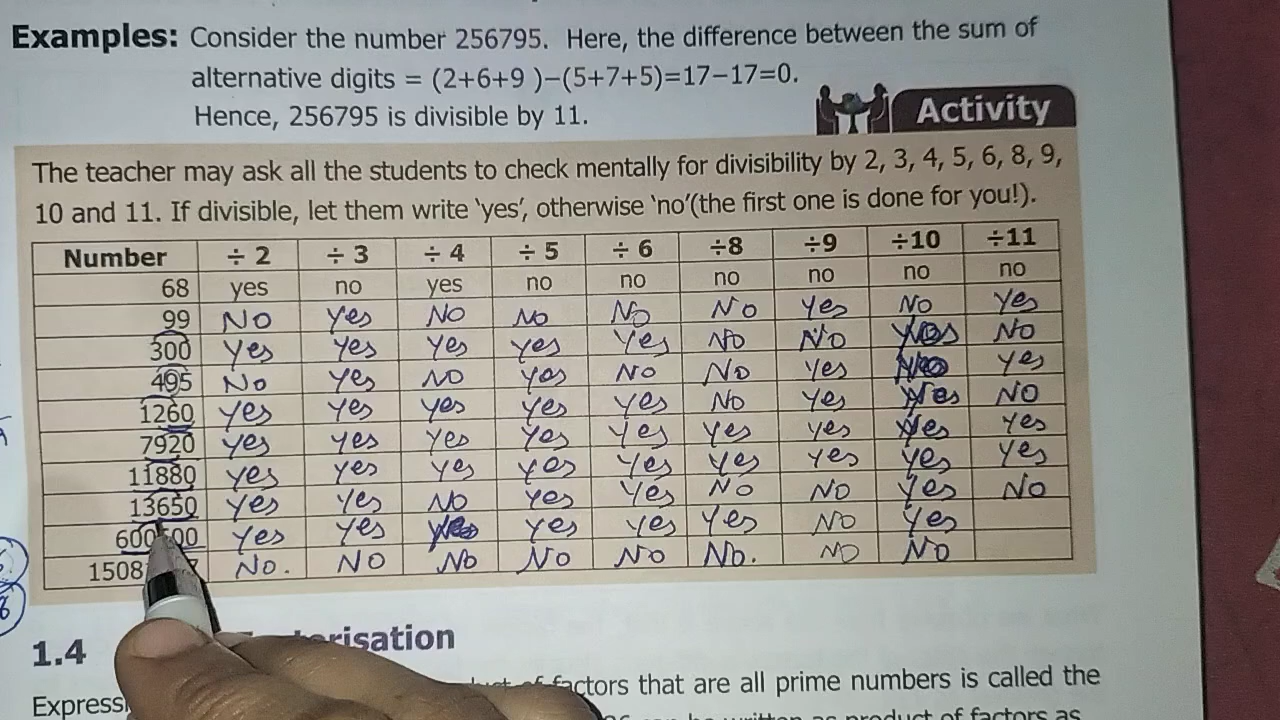 Examples: Consider the number 256795. Here, the difference between the sum of
alternative digits = (2+6+9 )−(5+7+5)=17−17=0.
Hence, 256795 is divisible by 11.
Activity
The teacher may ask all the students to check mentally for divisibility by 2, 3, 4, 5, 6, 8, 9,
10 and 11. If divisible, let them write 'yes', otherwise 'no'(the first one is done for you!).
Number ÷ 2 ÷ 3 ÷ 4 ÷ 5 ÷ 6 ÷8 ÷9 ÷10 ÷11
68 yes no yes no no no no no no
99 No Yes No No No No Yes No Yes
300 Yes Yes Yes Yes Yes No No Yes No
495 No Yes No Yes No No Yes No Yes
1260 Yes Yes Yes Yes Yes No Yes Yes No
7920 Yes Yes Yes Yes Yes Yes Yes Yes Yes
11880 Yes Yes Yes Yes Yes Yes Yes Yes Yes
13650 Yes Yes No Yes Yes No No Yes No
Yes Yes Yes Yes Yes Yes No Yes
No. No No No No No. No No
1.4
factors that are all prime numbers is called the
product of factors as